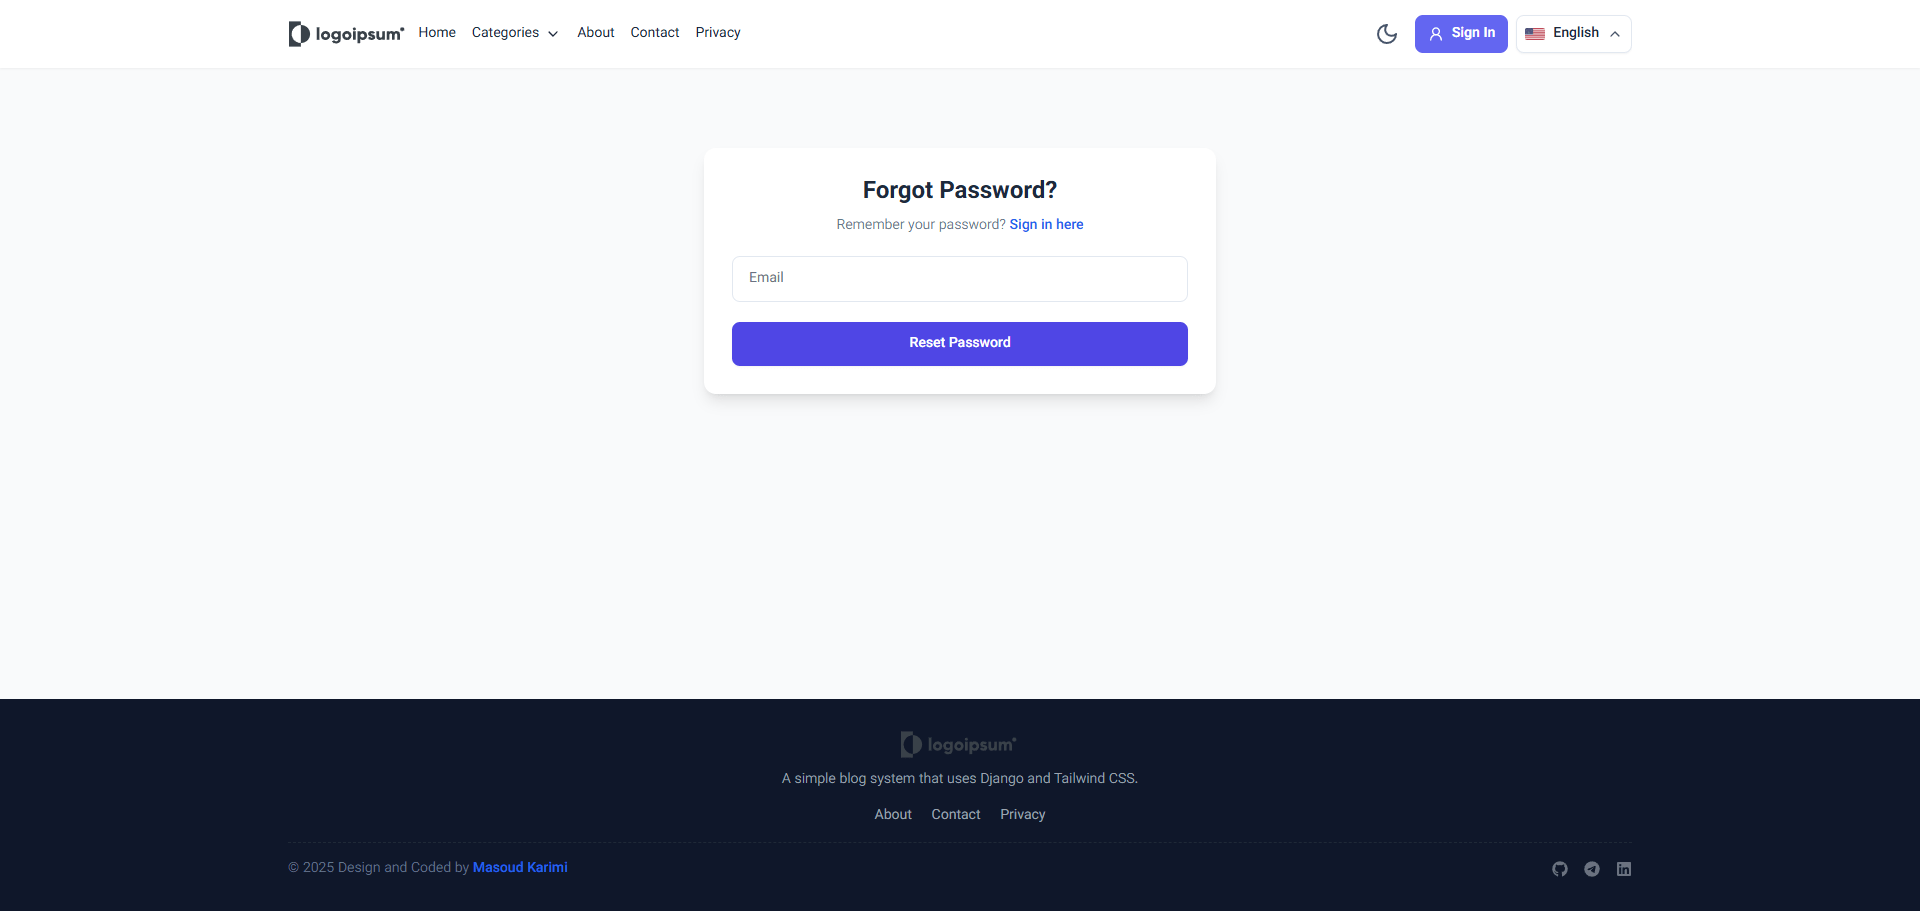 logoipsum Home Categories About Contact Privacy Sign In English
Forgot Password?
Remember your password? Sign in here
Email
Reset Password
logoipsum
A simple blog system that uses Django and Tailwind CSS.
About Contact Privacy
© 2025 Design and Coded by Masoud Karimi